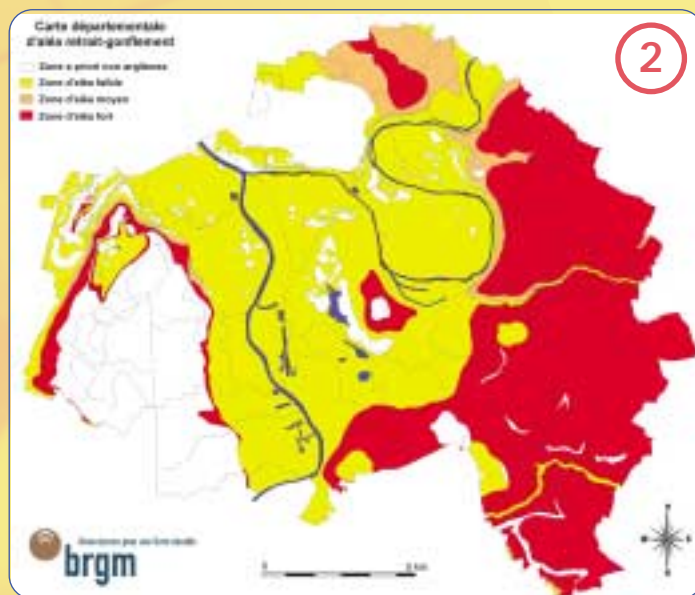 Carte départementale
d'aléa retrait-gonflement
2
Zone a priori non argileuse
Zone d'aléa faible
Zone d'aléa moyen
Zone d'aléa fort
brgm